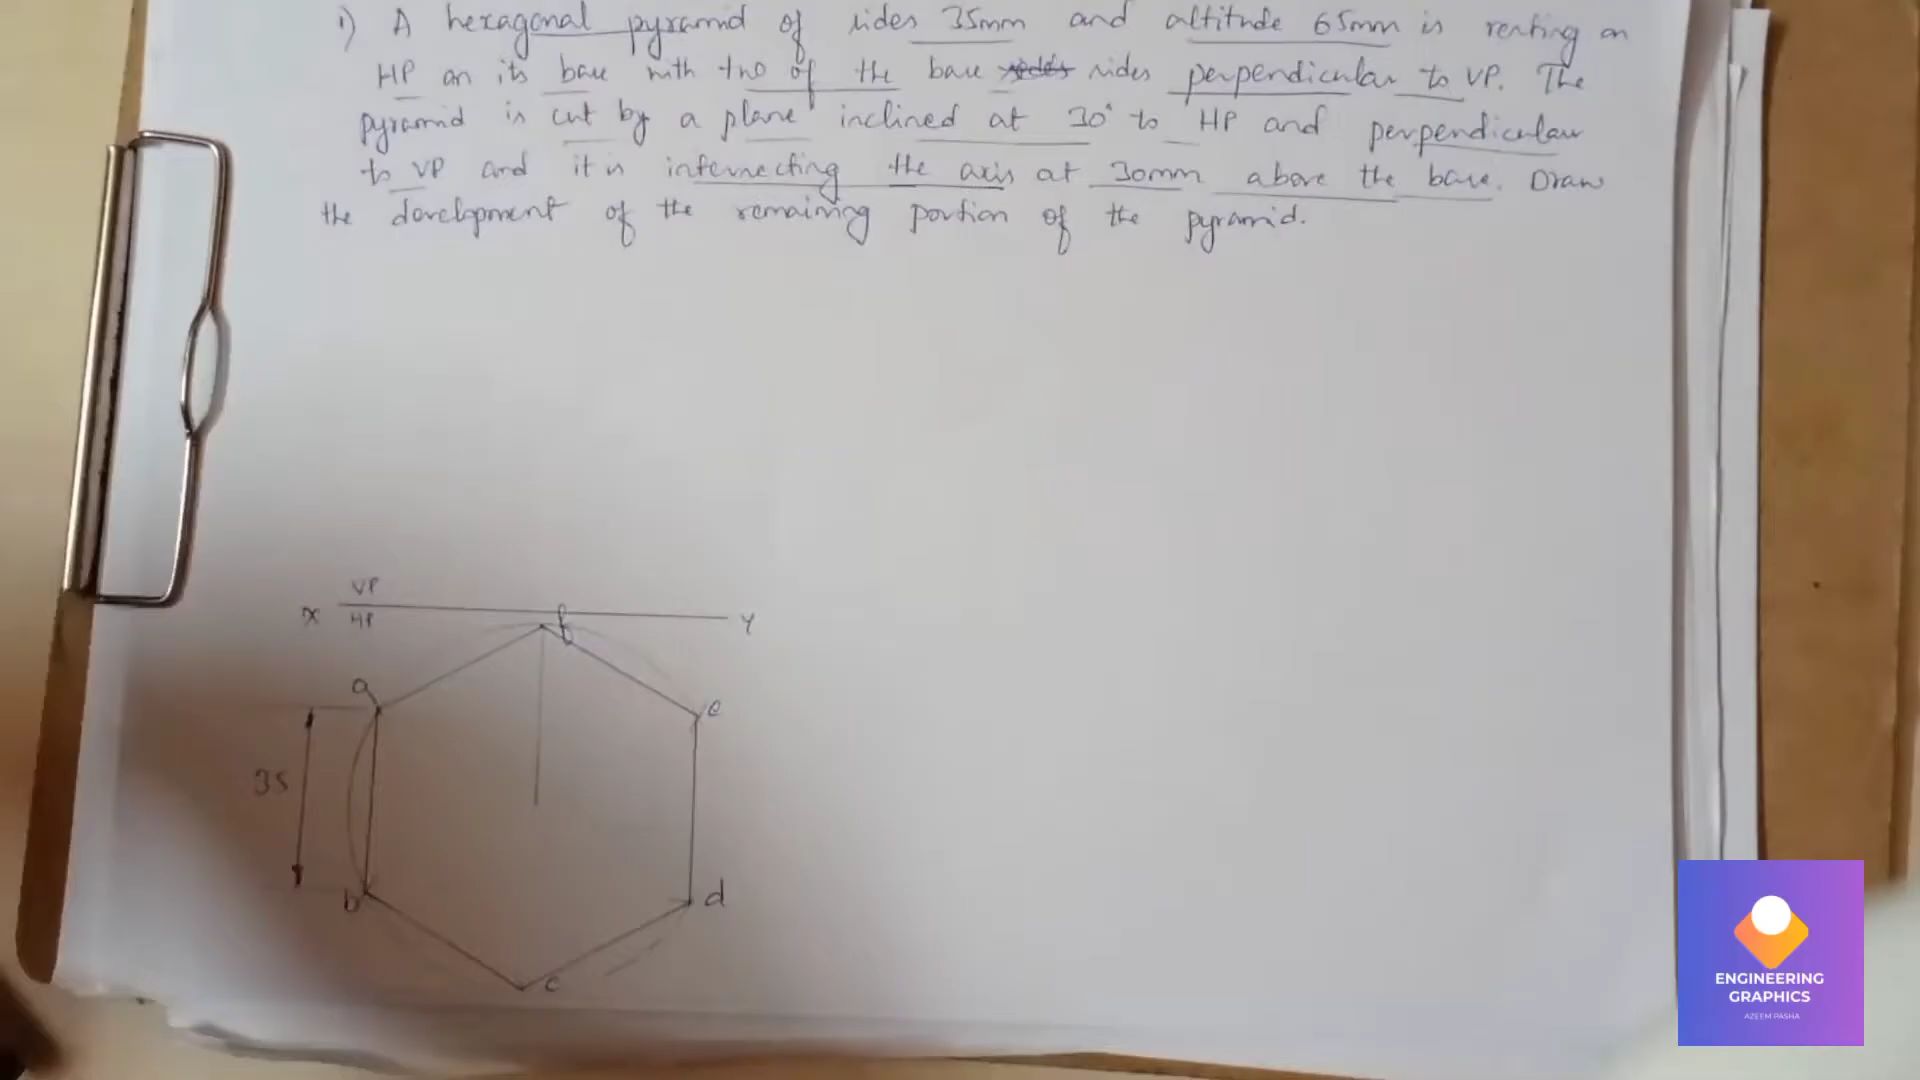 1) A hexagonal pyramid of sides 35mm and altitude 65mm is resting on
HP on its base with two of the base sides perpendicular to VP. The
pyramid is cut by a plane inclined at 30° to HP and perpendicular
to VP and it is intersecting the axis at 30mm above the base. Draw
the development of the remaining portion of the pyramid.
VP
X HP Y
f
a
e
35
b
d
c
ENGINEERING
GRAPHICS
AZEEM PASHA